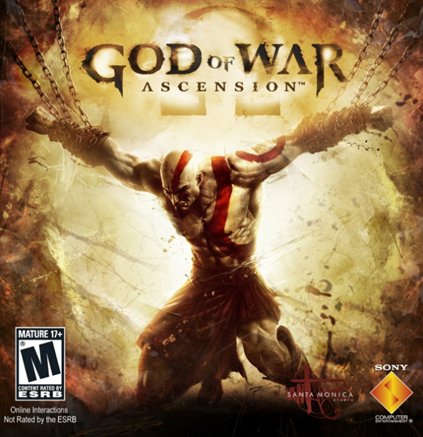 GOD OF WAR
ASCENSION™
MATURE 17+
M®
CONTENT RATED BY
ESRB
Online Interactions
Not Rated by the ESRB
SANTA MONICA
STUDIO
SONY
COMPUTER
ENTERTAINMENT®